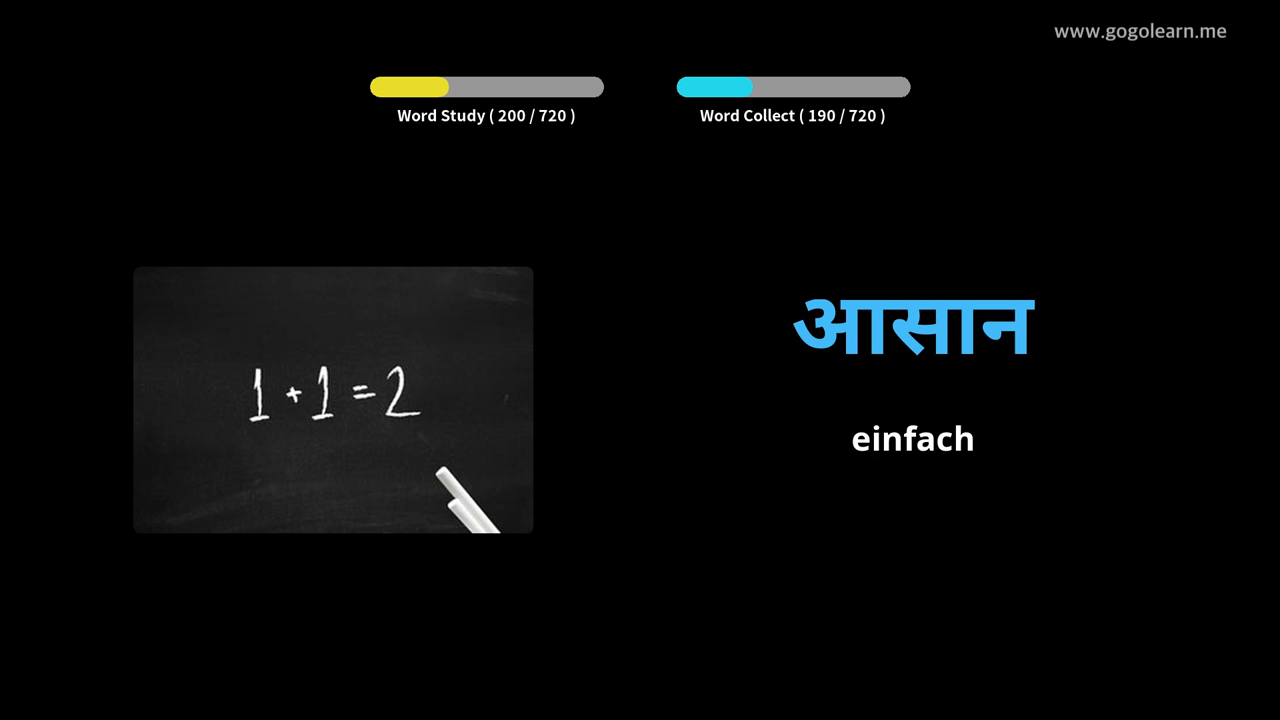 www.gogolearn.me
Word Study ( 200 / 720 )
Word Collect ( 190 / 720 )
1 + 1 = 2
आसान
einfach